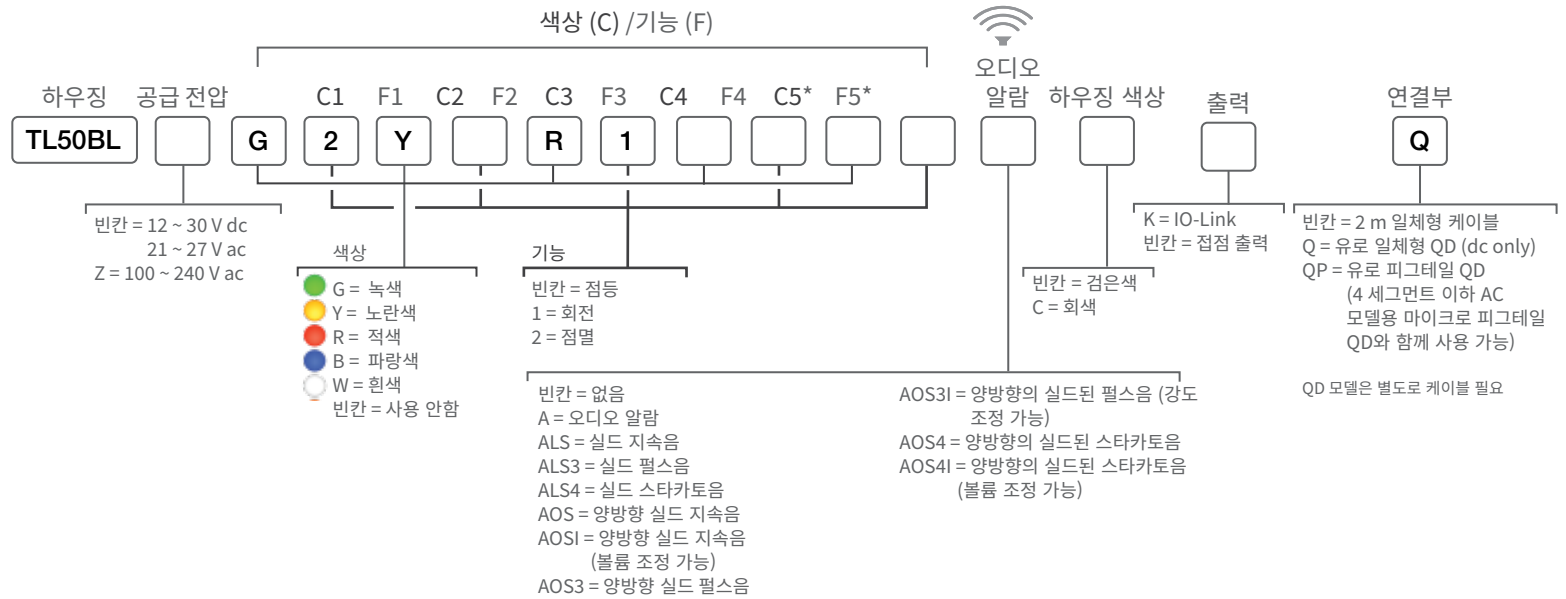 색상 (C) /기능 (F)
하우징 공급 전압 C1 F1 C2 F2 C3 F3 C4 F4 C5* F5* 오디오 알람 하우징 색상 출력 연결부
TL50BL G 2 Y R 1 Q
빈칸 = 12 ~ 30 V dc
21 ~ 27 V ac
Z = 100 ~ 240 V ac
색상
G = 녹색
Y = 노란색
R = 적색
B = 파랑색
W = 흰색
빈칸 = 사용 안함
기능
빈칸 = 점등
1 = 회전
2 = 점멸
빈칸 = 없음
A = 오디오 알람
ALS = 실드 지속음
ALS3 = 실드 펄스음
ALS4 = 실드 스타카토음
AOS = 양방향 실드 지속음
AOSI = 양방향 실드 지속음
(볼륨 조정 가능)
AOS3 = 양방향 실드 펄스음
AOS3I = 양방향의 실드된 펄스음 (강도
조정 가능)
AOS4 = 양방향의 실드된 스타카토음
AOS4I = 양방향의 실드된 스타카토음
(볼륨 조정 가능)
빈칸 = 검은색
C = 회색
K = IO-Link
빈칸 = 접점 출력
빈칸 = 2 m 일체형 케이블
Q = 유로 일체형 QD (dc only)
QP = 유로 피그테일 QD
(4 세그먼트 이하 AC
모델용 마이크로 피그테일
QD와 함께 사용 가능)
QD 모델은 별도로 케이블 필요